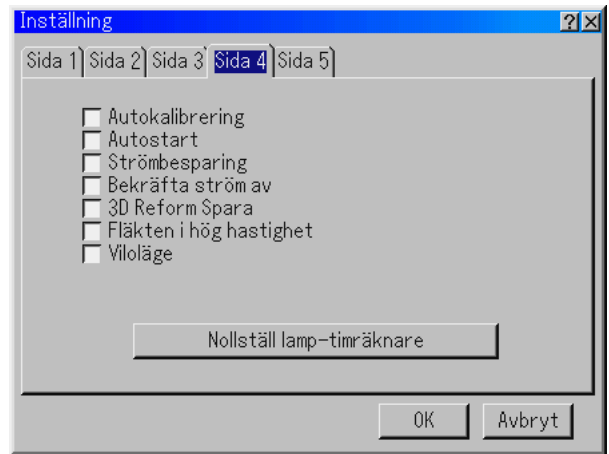 Inställning
Sida 1 Sida 2 Sida 3 Sida 4 Sida 5
Autokalibrering
Autostart
Strömbesparing
Bekräfta ström av
3D Reform Spara
Fläkten i hög hastighet
Viloläge
Nollställ lamp-timräknare
OK Avbryt